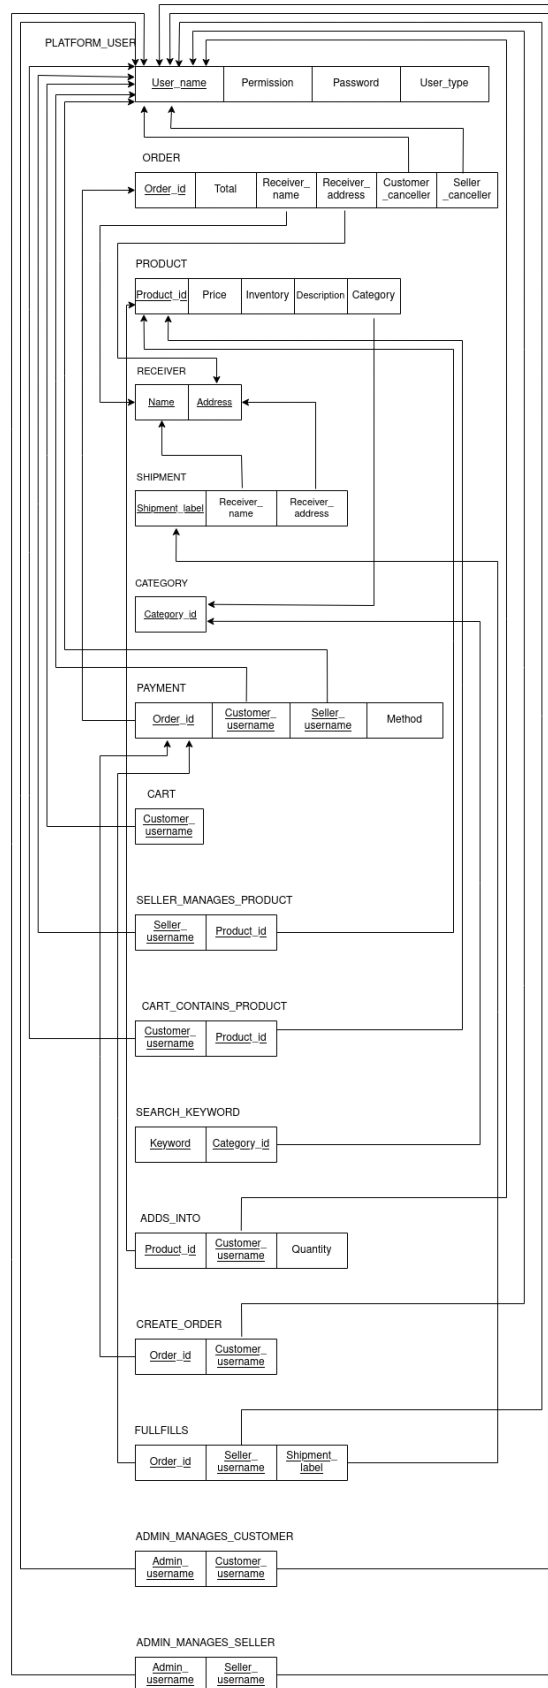 PLATFORM_USER
User_name
Permission
Password
User_type
ORDER
Order_id
Total
Receiver_
name
Receiver_
address
Customer
_canceller
Seller
_canceller
PRODUCT
Product_id
Price
Inventory
Description
Category
RECEIVER
Name
Address
SHIPMENT
Shipment_label
Receiver_
name
Receiver_
address
CATEGORY
Category_id
PAYMENT
Order_id
Customer_
username
Seller_
username
Method
CART
Customer_
username
SELLER_MANAGES_PRODUCT
Seller_
username
Product_id
CART_CONTAINS_PRODUCT
Customer_
username
Product_id
SEARCH_KEYWORD
Keyword
Category_id
ADDS_INTO
Product_id
Customer_
username
Quantity
CREATE_ORDER
Order_id
Customer_
username
FULLFILLS
Order_id
Seller_
username
Shipment_
label
ADMIN_MANAGES_CUSTOMER
Admin_
username
Customer_
username
ADMIN_MANAGES_SELLER
Admin_
username
Seller_
username